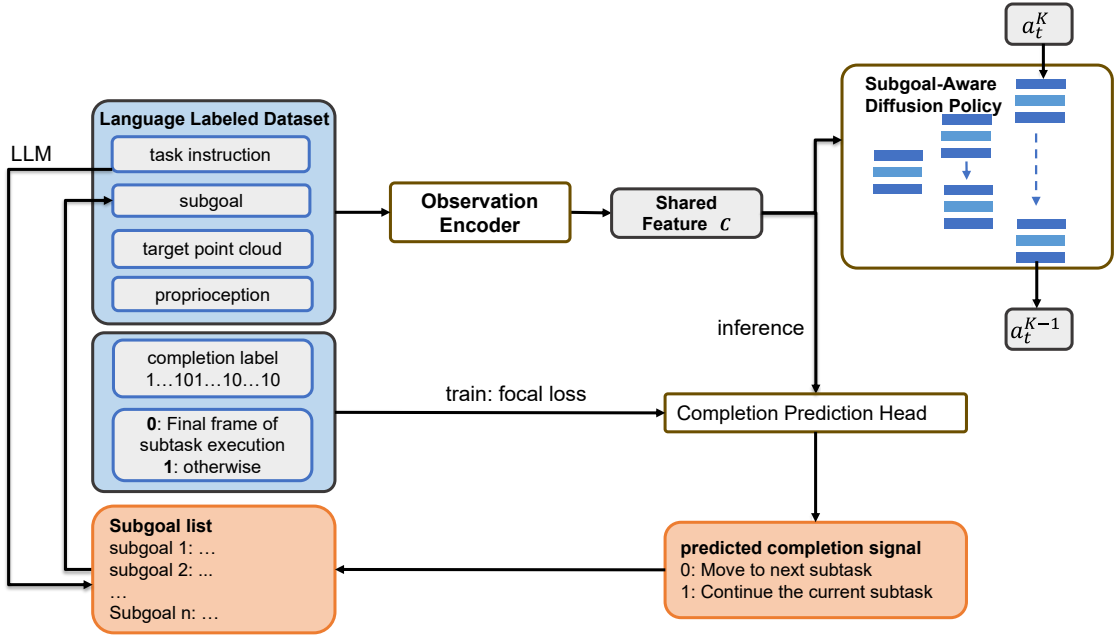 LLM
Language Labeled Dataset
task instruction
subgoal
target point cloud
proprioception
completion label
1…101…10…10
0: Final frame of
subtask execution
1: otherwise
Subgoal list
subgoal 1: …
subgoal 2: ...
…
Subgoal n: …
Observation
Encoder
Shared
Feature C
train: focal loss
inference
Completion Prediction Head
predicted completion signal
0: Move to next subtask
1: Continue the current subtask
a_t^K
Subgoal-Aware
Diffusion Policy
a_t^{K-1}